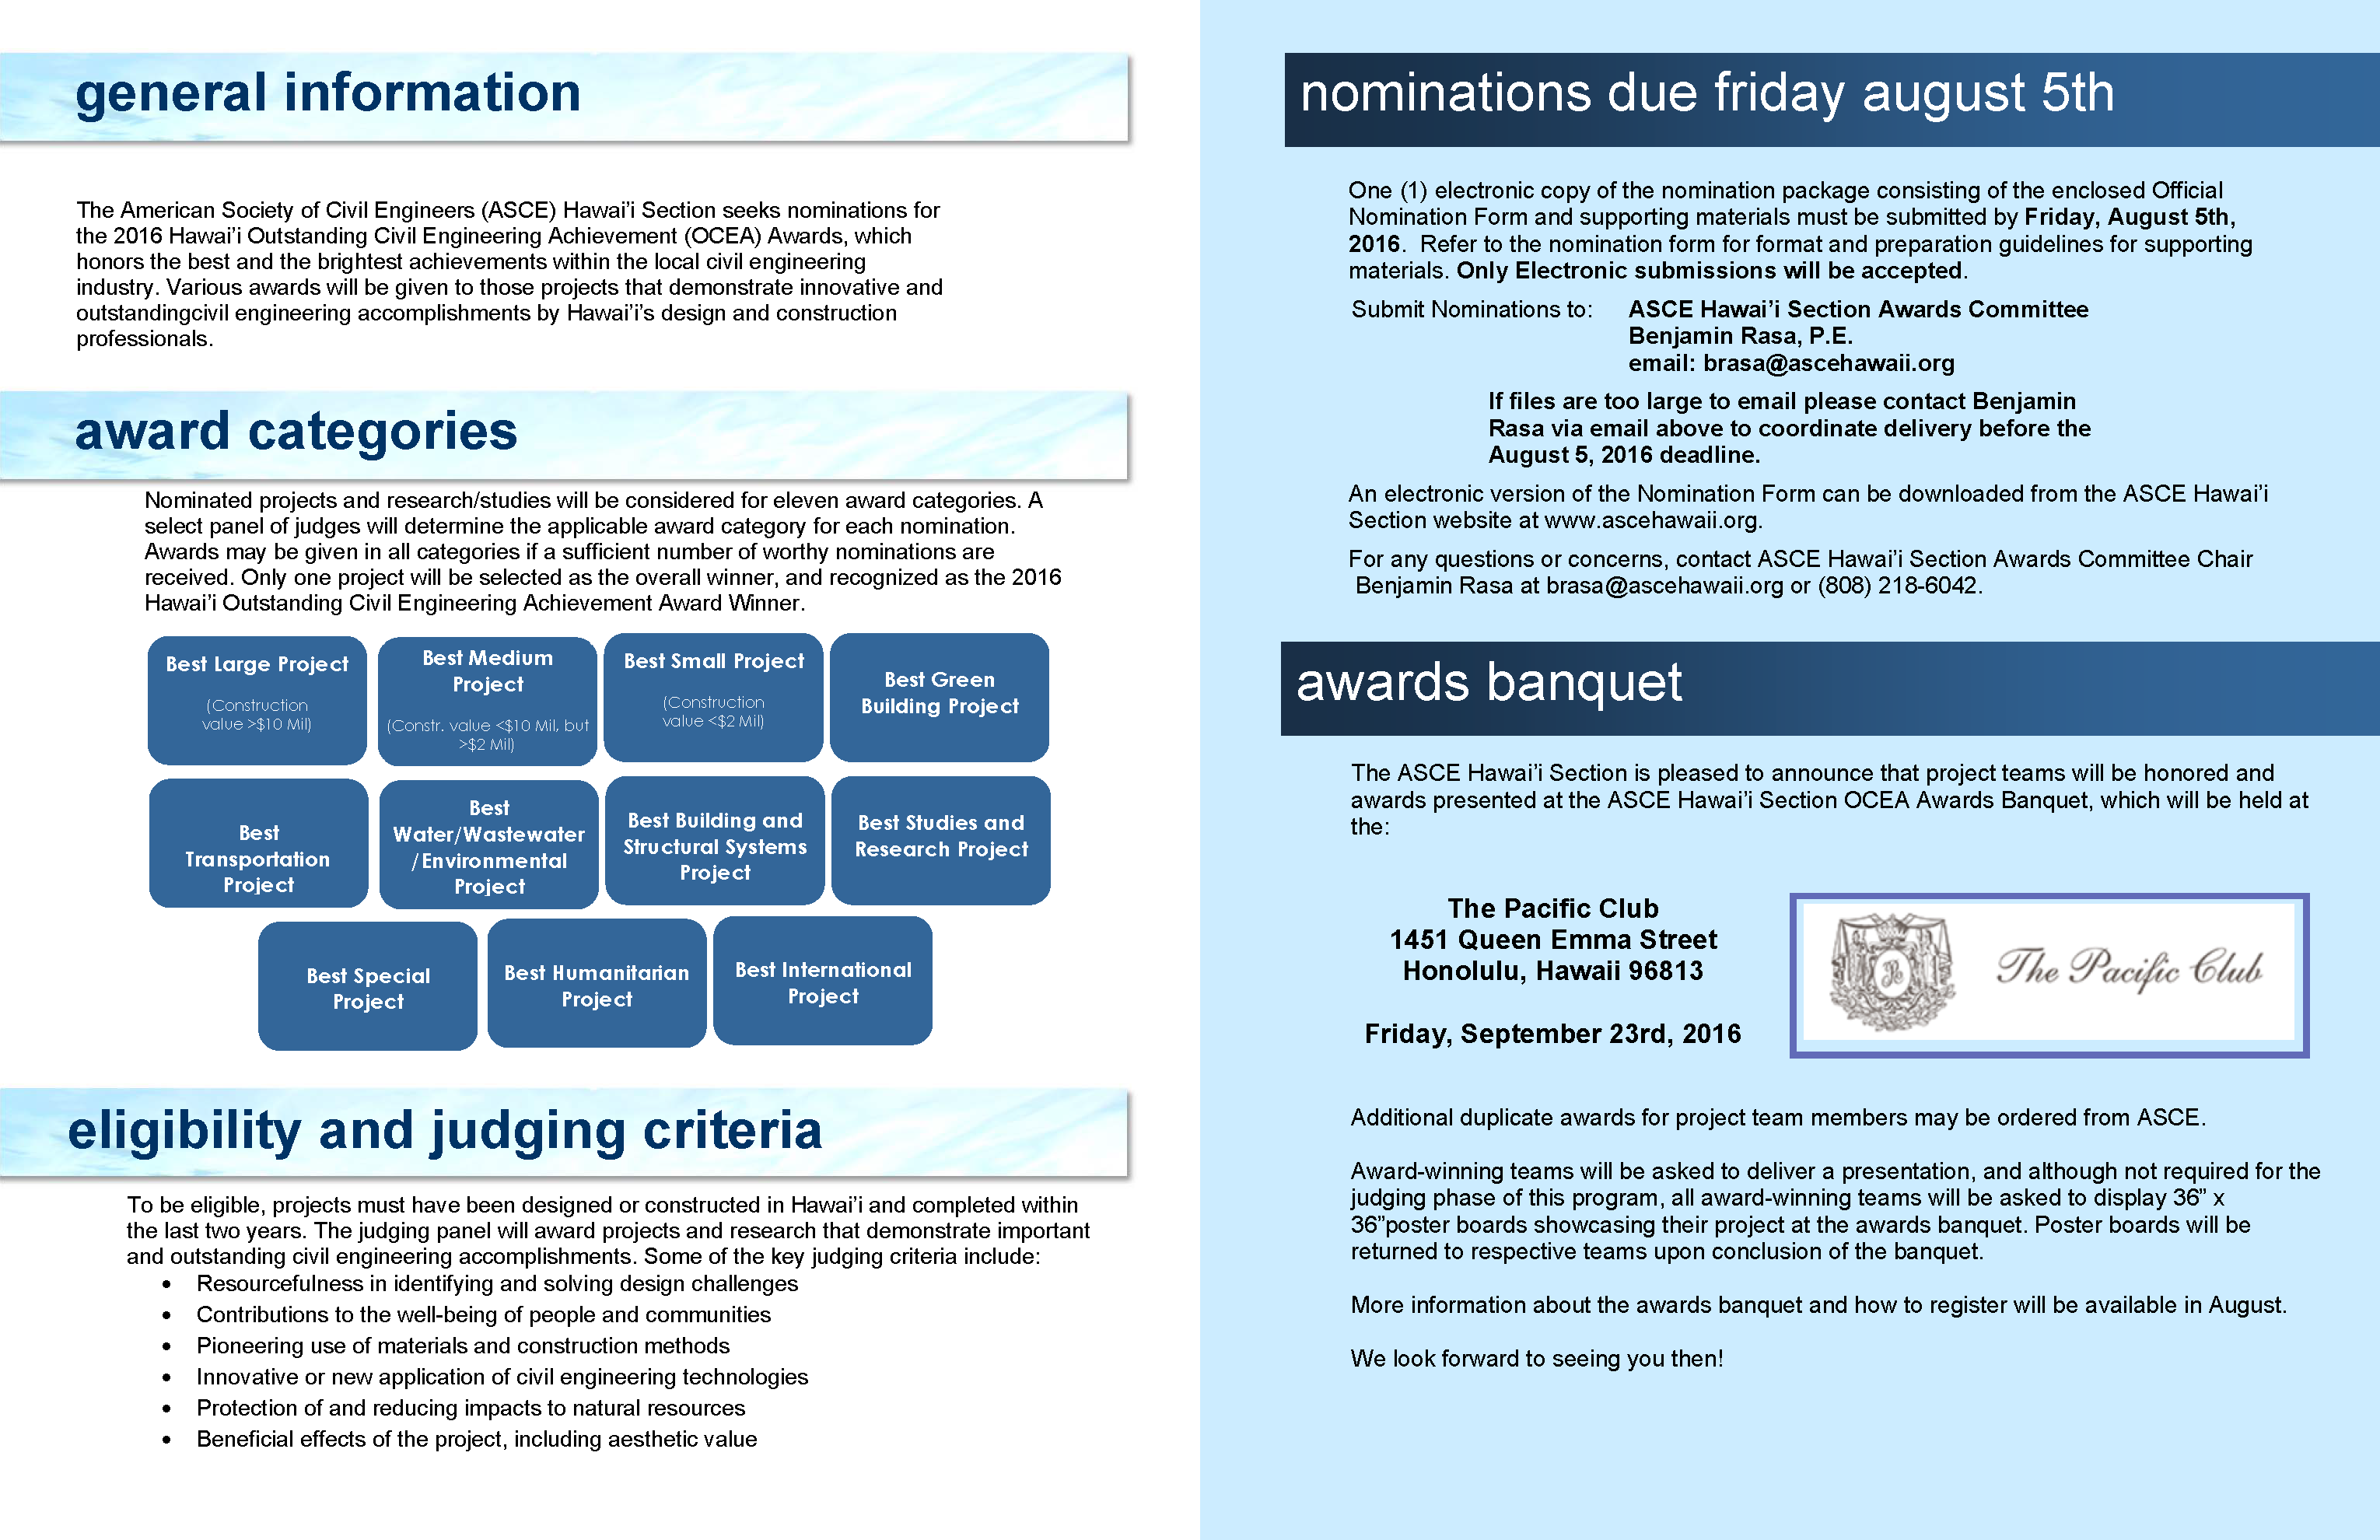 general information
The American Society of Civil Engineers (ASCE) Hawai’i Section seeks nominations for
the 2016 Hawai’i Outstanding Civil Engineering Achievement (OCEA) Awards, which
honors the best and the brightest achievements within the local civil engineering
industry. Various awards will be given to those projects that demonstrate innovative and
outstandingcivil engineering accomplishments by Hawai’i’s design and construction
professionals.
award categories
Nominated projects and research/studies will be considered for eleven award categories. A
select panel of judges will determine the applicable award category for each nomination.
Awards may be given in all categories if a sufficient number of worthy nominations are
received. Only one project will be selected as the overall winner, and recognized as the 2016
Hawai’i Outstanding Civil Engineering Achievement Award Winner.
Best Large Project
(Construction
value >$10 Mil)
Best Medium
Project
(Constr. value <$10 Mil, but
>$2 Mil)
Best Small Project
(Construction
value <$2 Mil)
Best Green
Building Project
Best
Transportation
Project
Best
Water/Wastewater
/Environmental
Project
Best Building and
Structural Systems
Project
Best Studies and
Research Project
Best Special
Project
Best Humanitarian
Project
Best International
Project
eligibility and judging criteria
To be eligible, projects must have been designed or constructed in Hawai’i and completed within
the last two years. The judging panel will award projects and research that demonstrate important
and outstanding civil engineering accomplishments. Some of the key judging criteria include:
• Resourcefulness in identifying and solving design challenges
• Contributions to the well-being of people and communities
• Pioneering use of materials and construction methods
• Innovative or new application of civil engineering technologies
• Protection of and reducing impacts to natural resources
• Beneficial effects of the project, including aesthetic value
nominations due friday august 5th
One (1) electronic copy of the nomination package consisting of the enclosed Official
Nomination Form and supporting materials must be submitted by Friday, August 5th,
2016. Refer to the nomination form for format and preparation guidelines for supporting
materials. Only Electronic submissions will be accepted.
Submit Nominations to: ASCE Hawai’i Section Awards Committee
Benjamin Rasa, P.E.
email: brasa@ascehawaii.org
If files are too large to email please contact Benjamin
Rasa via email above to coordinate delivery before the
August 5, 2016 deadline.
An electronic version of the Nomination Form can be downloaded from the ASCE Hawai’i
Section website at www.ascehawaii.org.
For any questions or concerns, contact ASCE Hawai’i Section Awards Committee Chair
Benjamin Rasa at brasa@ascehawaii.org or (808) 218-6042.
awards banquet
The ASCE Hawai’i Section is pleased to announce that project teams will be honored and
awards presented at the ASCE Hawai’i Section OCEA Awards Banquet, which will be held at
the:
The Pacific Club
1451 Queen Emma Street
Honolulu, Hawaii 96813
Friday, September 23rd, 2016
The Pacific Club
Additional duplicate awards for project team members may be ordered from ASCE.
Award-winning teams will be asked to deliver a presentation, and although not required for the
judging phase of this program, all award-winning teams will be asked to display 36” x
36”poster boards showcasing their project at the awards banquet. Poster boards will be
returned to respective teams upon conclusion of the banquet.
More information about the awards banquet and how to register will be available in August.
We look forward to seeing you then!